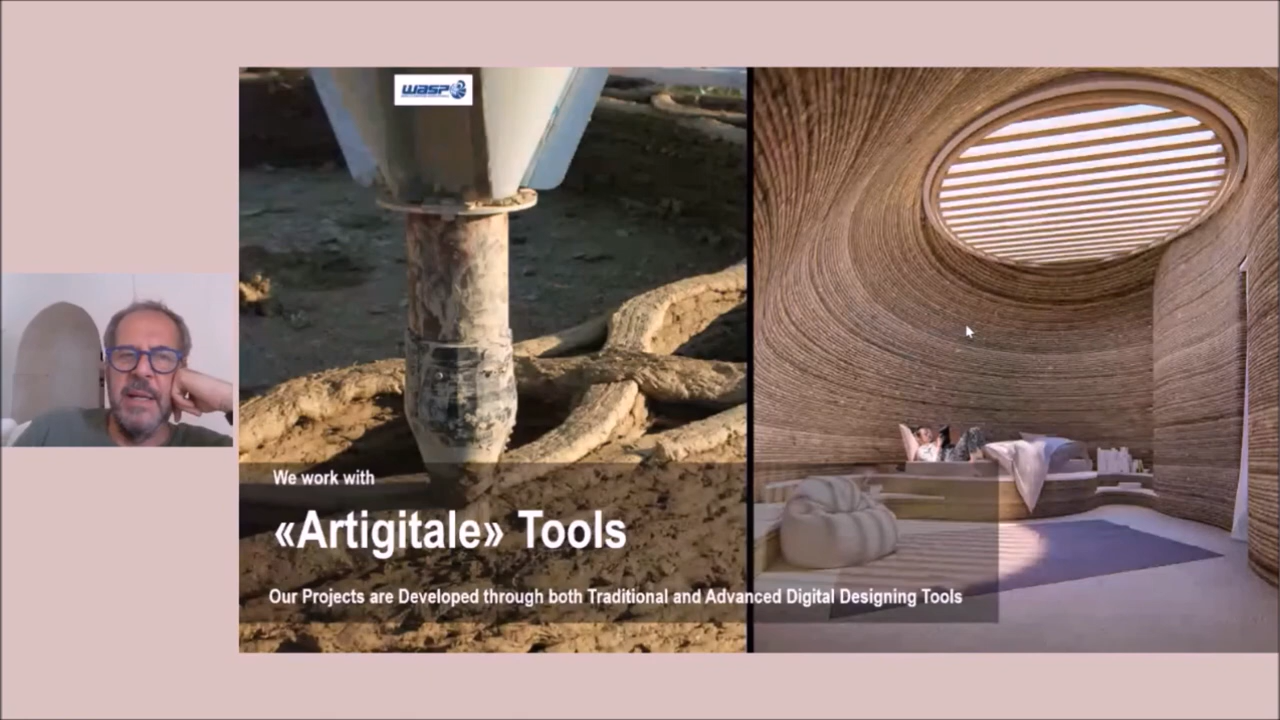 WASP
We work with
«Artigitale» Tools
Our Projects are Developed through both Traditional and Advanced Digital Designing Tools